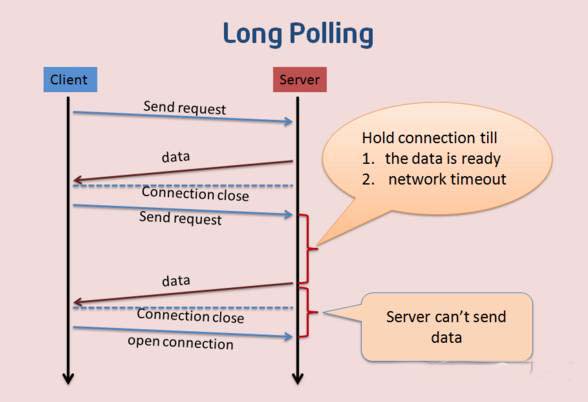 Long Polling
Client
Server
Send request
data
Connection close
Send request
Hold connection till
1. the data is ready
2. network timeout
data
Connection close
open connection
Server can't send
data